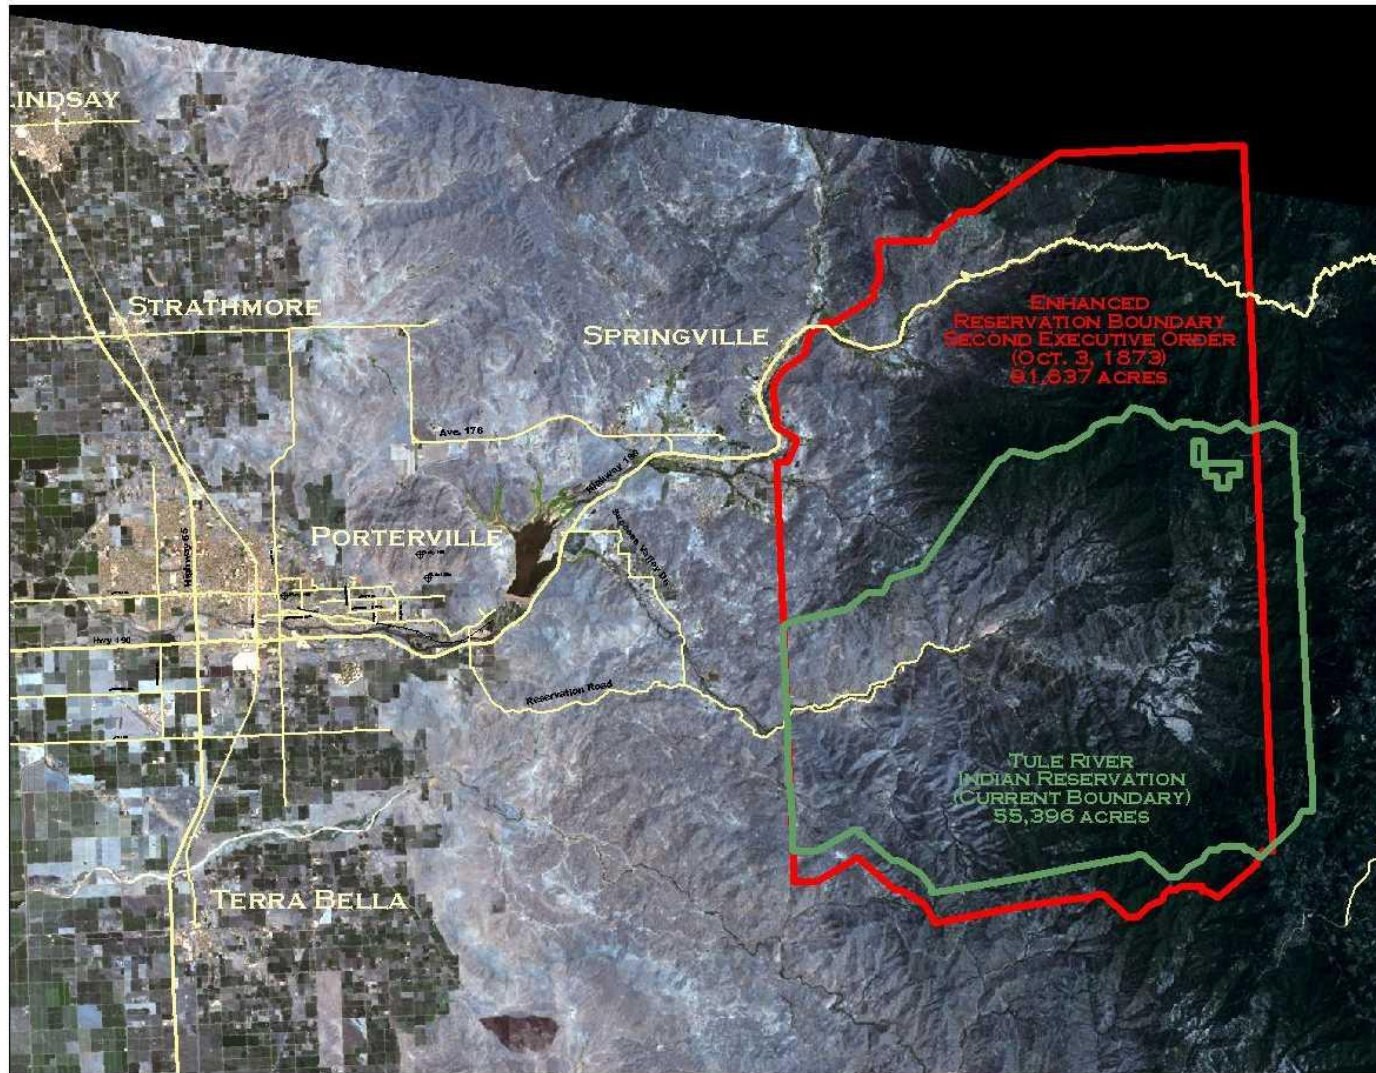 LINDSAY
STRATHMORE
SPRINGVILLE
ENHANCED
RESERVATION BOUNDARY
SECOND EXECUTIVE ORDER
(OCT. 3, 1873)
91,837 ACRES
Ave. 176
Highway 190
PORTERVILLE
Highway 65
Hwy 190
Reservation Road
TULE RIVER
INDIAN RESERVATION
(CURRENT BOUNDARY)
55,396 ACRES
TERRA BELLA